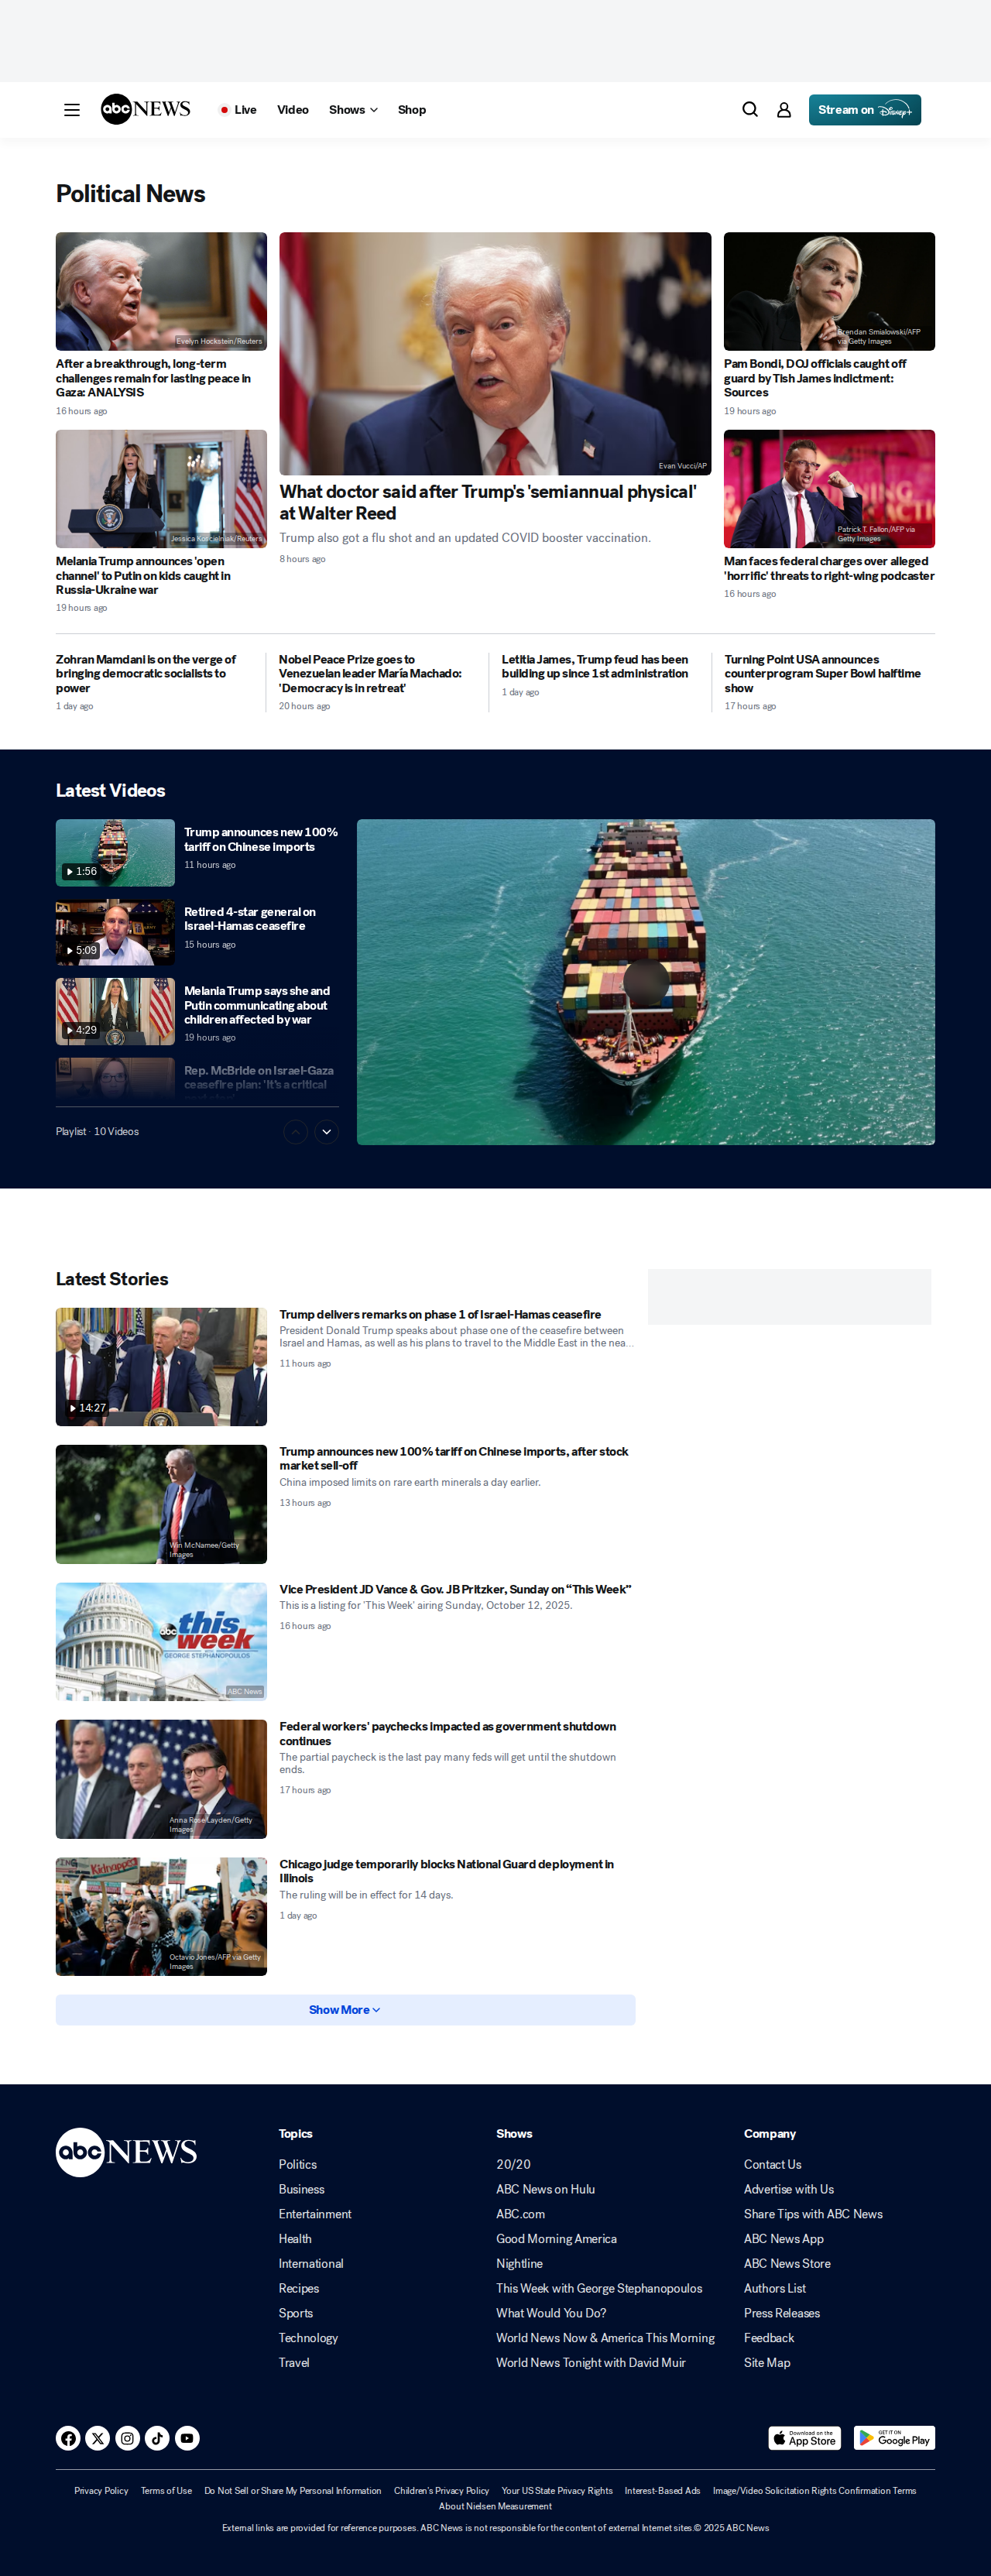 abc NEWS
Live
Video
Shows
Shop
Stream on Disney+
Political News
Evelyn Hockstein/Reuters
After a breakthrough, long-term
challenges remain for lasting peace in
Gaza: ANALYSIS
16 hours ago
Jessica Koscielniak/Reuters
Melania Trump announces 'open
channel' to Putin on kids caught in
Russia-Ukraine war
19 hours ago
Evan Vucci/AP
What doctor said after Trump's 'semiannual physical'
at Walter Reed
Trump also got a flu shot and an updated COVID booster vaccination.
8 hours ago
Brendan Smialowski/AFP
via Getty Images
Pam Bondi, DOJ officials caught off
guard by Tish James indictment:
Sources
19 hours ago
Patrick T. Fallon/AFP via
Getty Images
Man faces federal charges over alleged
'horrific' threats to right-wing podcaster
16 hours ago
Zohran Mamdani is on the verge of
bringing democratic socialists to
power
1 day ago
Nobel Peace Prize goes to
Venezuelan leader María Machado:
'Democracy is in retreat'
20 hours ago
Letitia James, Trump feud has been
building up since 1st administration
1 day ago
Turning Point USA announces
counterprogram Super Bowl halftime
show
17 hours ago
Latest Videos
1:56
Trump announces new 100%
tariff on Chinese imports
11 hours ago
5:09
Retired 4-star general on
Israel-Hamas ceasefire
15 hours ago
4:29
Melania Trump says she and
Putin communicating about
children affected by war
19 hours ago
Rep. McBride on Israel-Gaza
ceasefire plan: 'It's a critical
Playlist · 10 Videos
Latest Stories
14:27
Trump delivers remarks on phase 1 of Israel-Hamas ceasefire
President Donald Trump speaks about phase one of the ceasefire between
Israel and Hamas, as well as his plans to travel to the Middle East in the nea...
11 hours ago
Win McNamee/Getty
Images
Trump announces new 100% tariff on Chinese imports, after stock
market sell-off
China imposed limits on rare earth minerals a day earlier.
13 hours ago
abc this
week
GEORGE STEPHANOPOULOS
ABC News
Vice President JD Vance & Gov. JB Pritzker, Sunday on “This Week”
This is a listing for 'This Week' airing Sunday, October 12, 2025.
16 hours ago
Anna Rose Layden/Getty
Images
Federal workers' paychecks impacted as government shutdown
continues
The partial paycheck is the last pay many feds will get until the shutdown
ends.
17 hours ago
Kidnapped
Octavio Jones/AFP via Getty
Images
Chicago judge temporarily blocks National Guard deployment in
Illinois
The ruling will be in effect for 14 days.
1 day ago
Show More
abc NEWS
Topics
Politics
Business
Entertainment
Health
International
Recipes
Sports
Technology
Travel
Shows
20/20
ABC News on Hulu
ABC.com
Good Morning America
Nightline
This Week with George Stephanopoulos
What Would You Do?
World News Now & America This Morning
World News Tonight with David Muir
Company
Contact Us
Advertise with Us
Share Tips with ABC News
ABC News App
ABC News Store
Authors List
Press Releases
Feedback
Site Map
Download on the
App Store
GET IT ON
Google Play
Privacy Policy Terms of Use Do Not Sell or Share My Personal Information Children's Privacy Policy Your US State Privacy Rights Interest-Based Ads Image/Video Solicitation Rights Confirmation Terms
About Nielsen Measurement
External links are provided for reference purposes. ABC News is not responsible for the content of external Internet sites.© 2025 ABC News